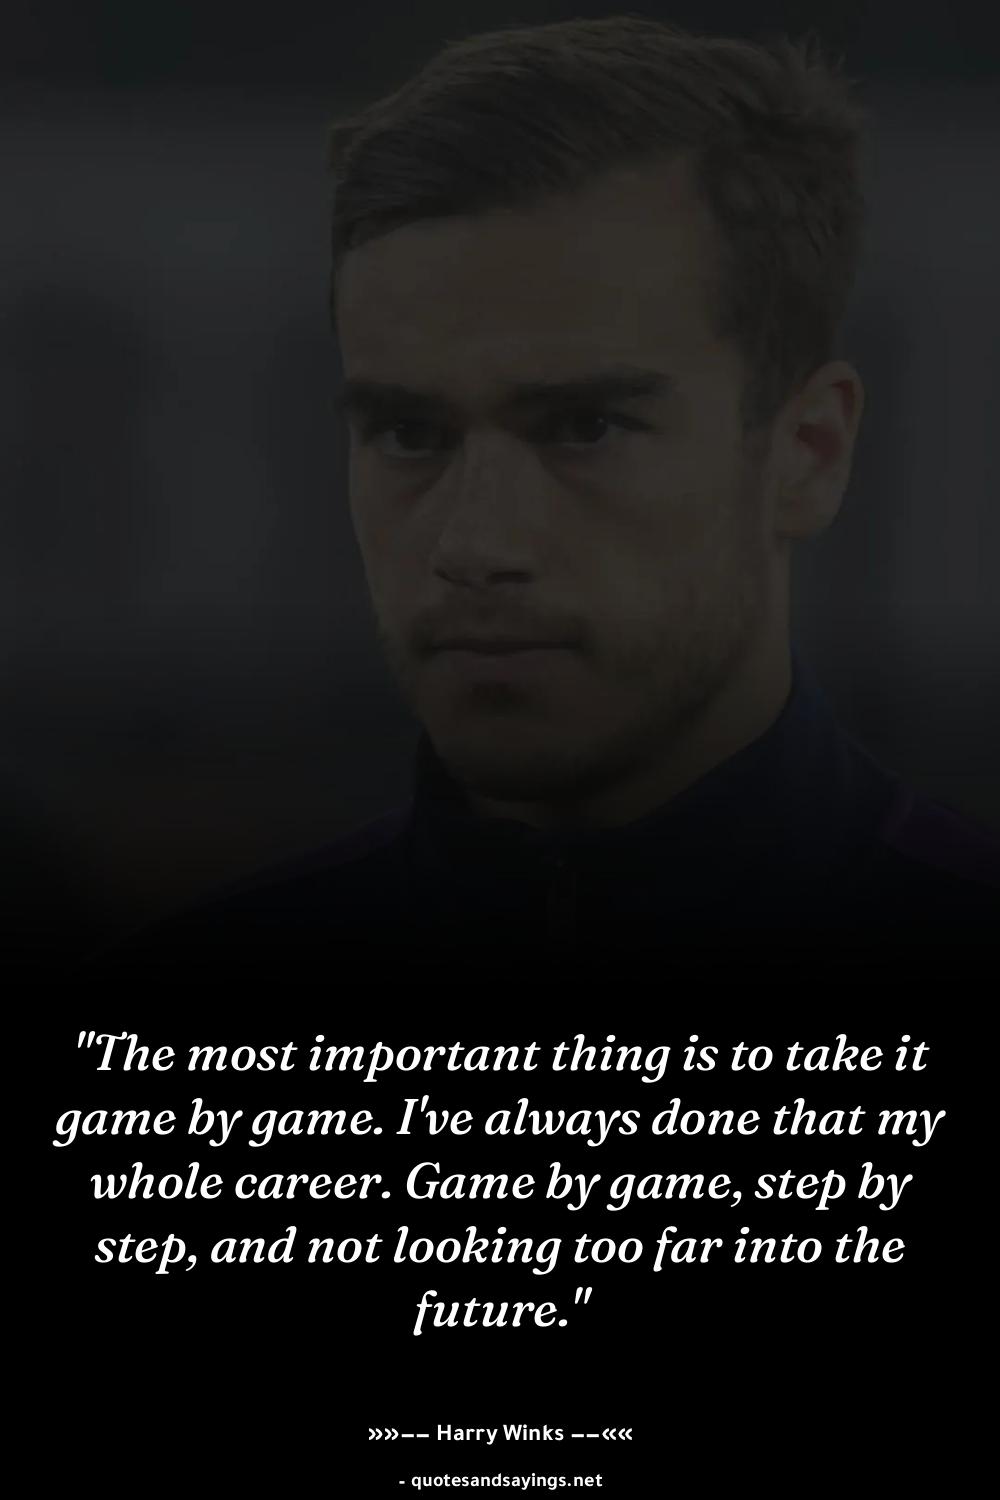 "The most important thing is to take it
game by game. I've always done that my
whole career. Game by game, step by
step, and not looking too far into the
future."
»»–– Harry Winks ––««
- quotesandsayings.net